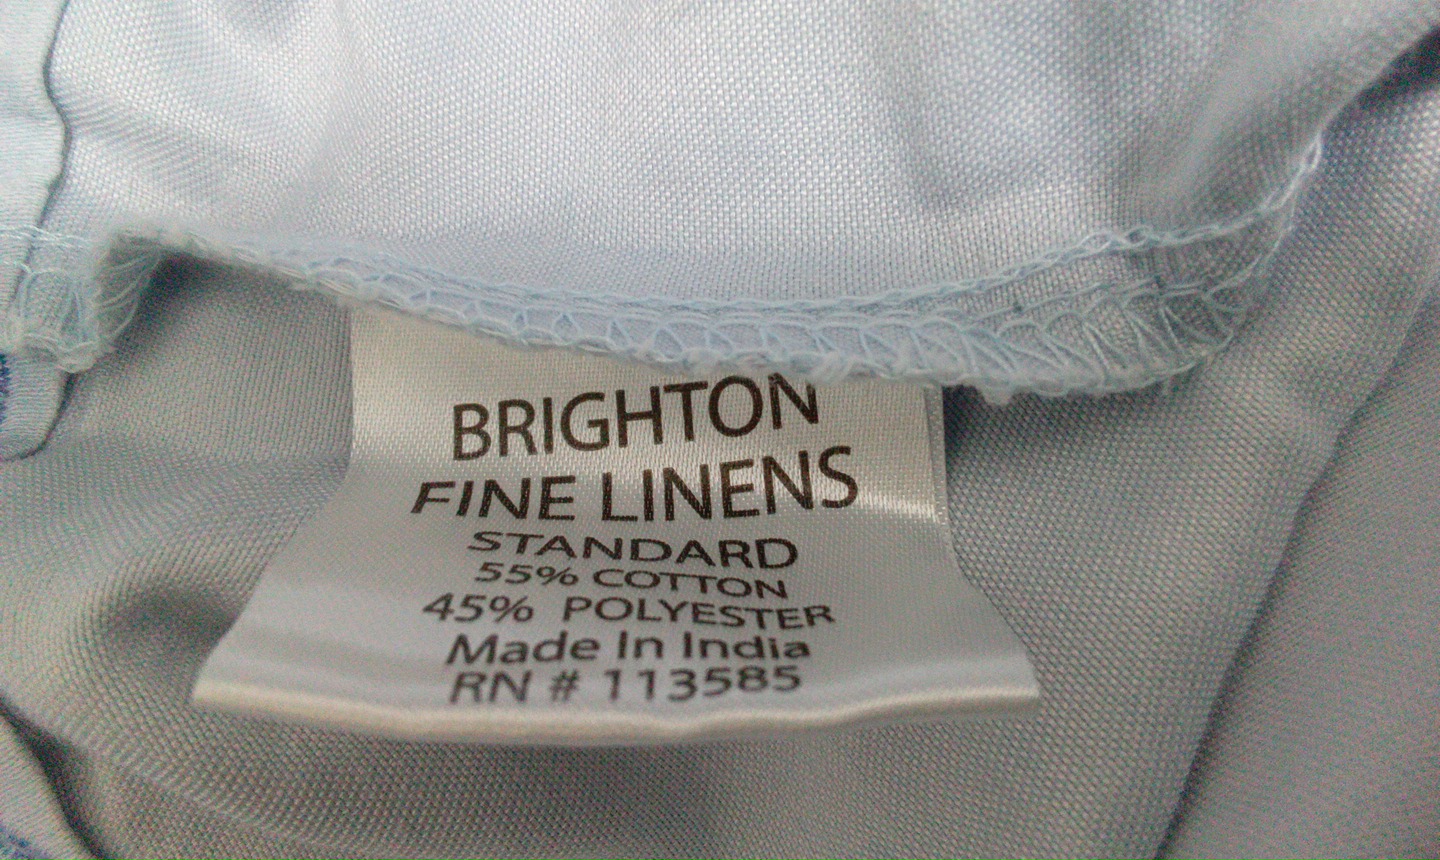 BRIGHTON
FINE LINENS
STANDARD
55% COTTON
45% POLYESTER
Made In India
RN # 113585